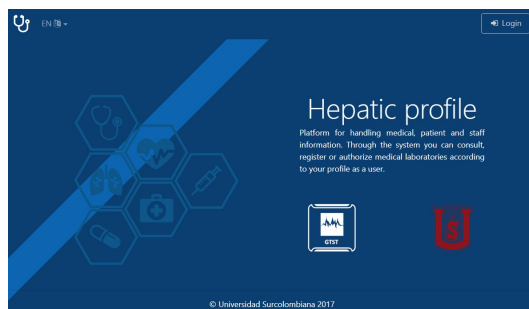 EN
Login
Hepatic profile
Platform for handling medical, patient and staff
information. Through the system you can consult,
register or authorize medical laboratories according
to your profile as a user.
GTST
S
© Universidad Surcolombiana 2017